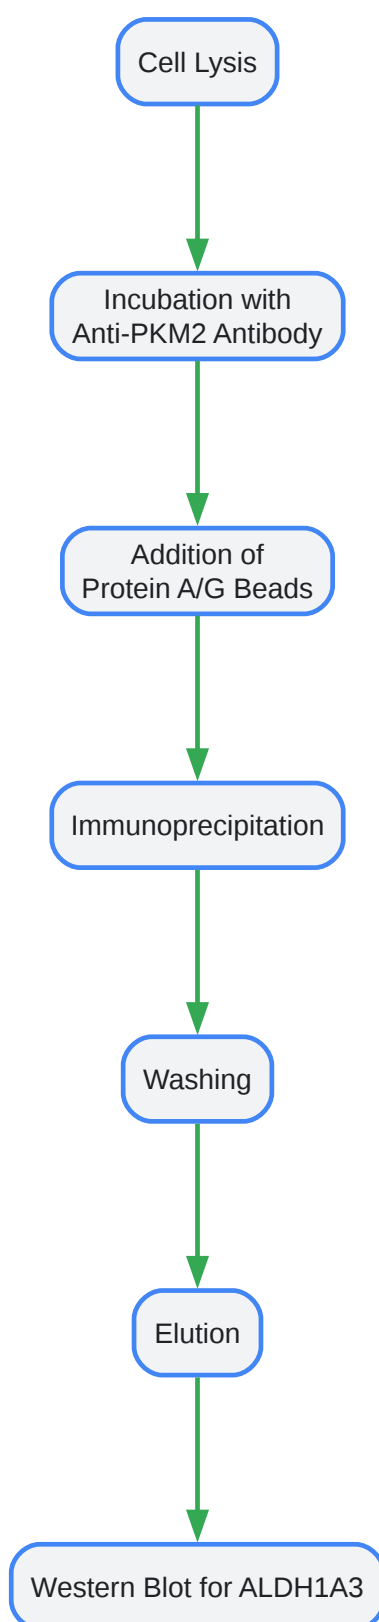 Cell Lysis
Incubation with
Anti-PKM2 Antibody
Addition of
Protein A/G Beads
Immunoprecipitation
Washing
Elution
Western Blot for ALDH1A3